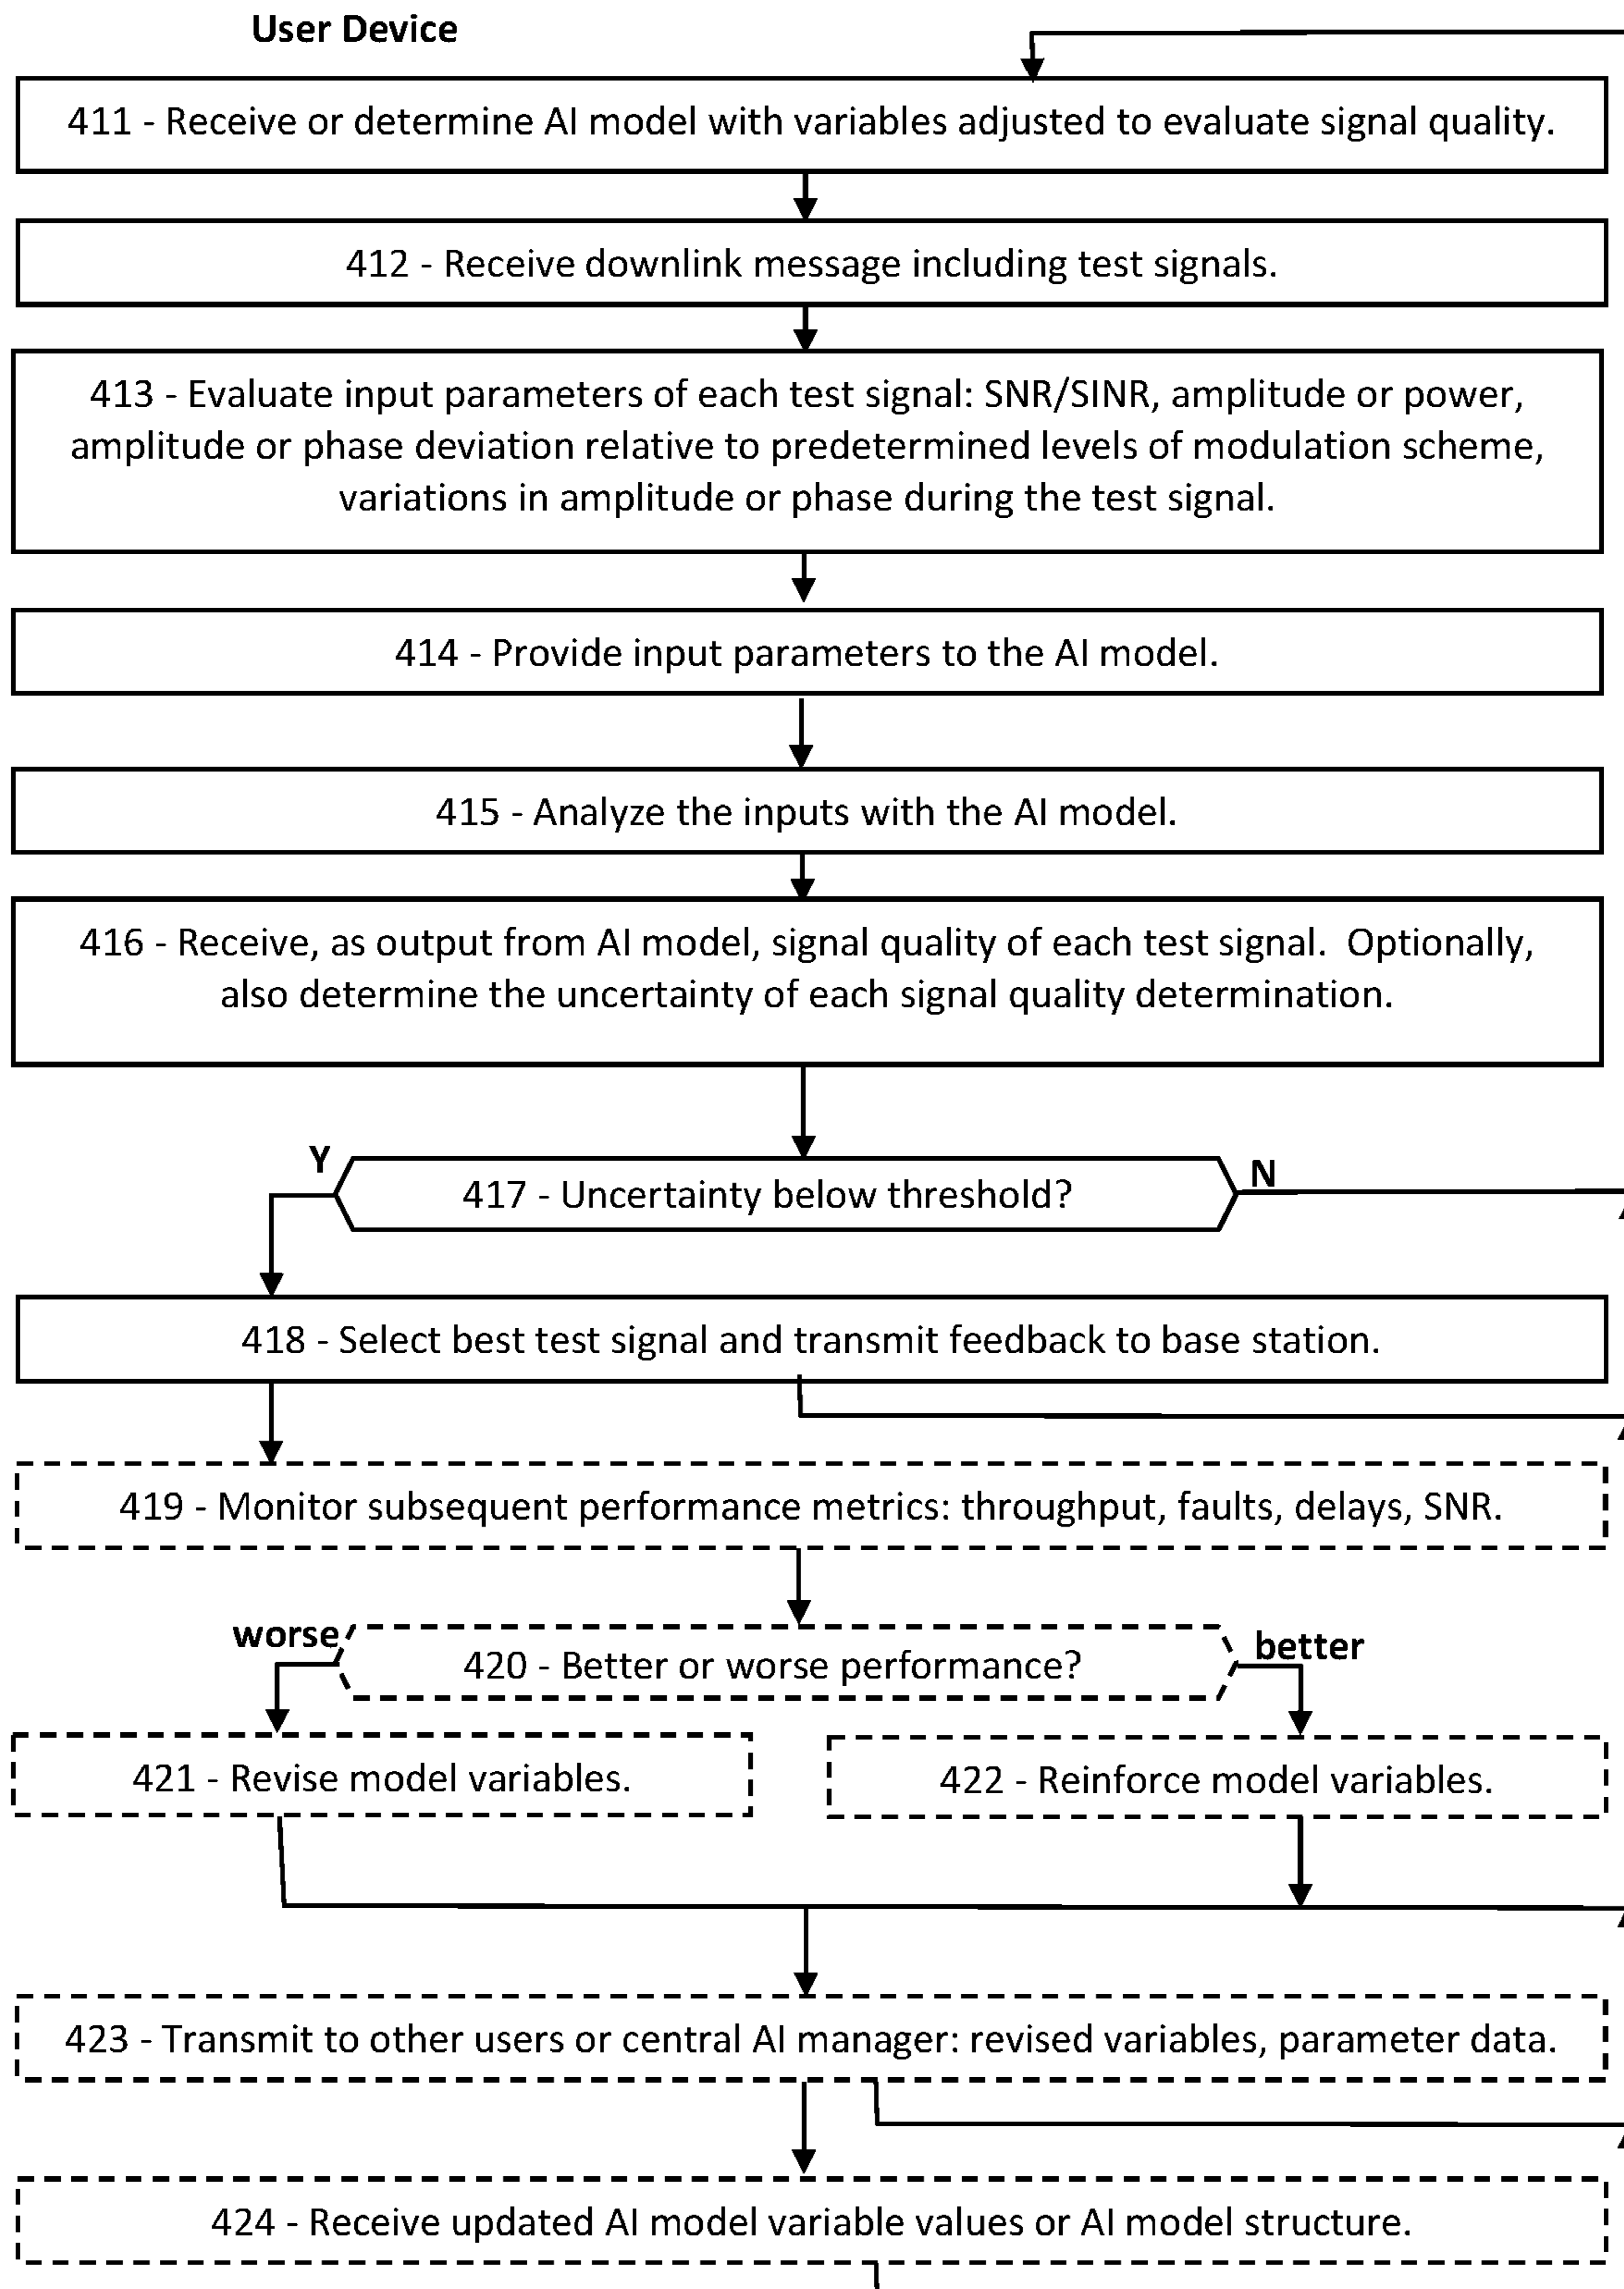 User Device
411 - Receive or determine AI model with variables adjusted to evaluate signal quality.
412 - Receive downlink message including test signals.
413 - Evaluate input parameters of each test signal: SNR/SINR, amplitude or power,
amplitude or phase deviation relative to predetermined levels of modulation scheme,
variations in amplitude or phase during the test signal.
414 - Provide input parameters to the AI model.
415 - Analyze the inputs with the AI model.
416 - Receive, as output from AI model, signal quality of each test signal.  Optionally,
also determine the uncertainty of each signal quality determination.
Y
417 - Uncertainty below threshold?
N
418 - Select best test signal and transmit feedback to base station.
419 - Monitor subsequent performance metrics: throughput, faults, delays, SNR.
worse
420 - Better or worse performance?
better
421 - Revise model variables.
422 - Reinforce model variables.
423 - Transmit to other users or central AI manager: revised variables, parameter data.
424 - Receive updated AI model variable values or AI model structure.